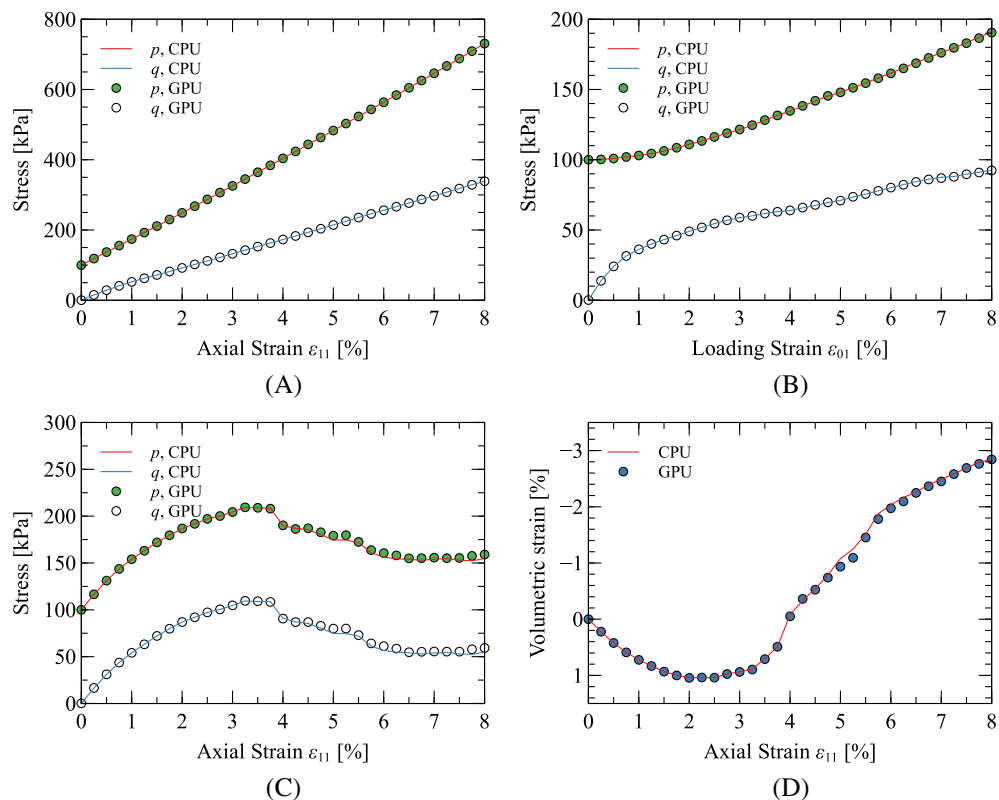 800
600
400
200
0
Stress [kPa]
p, CPU
q, CPU
p, GPU
q, GPU
0 1 2 3 4 5 6 7 8
Axial Strain ε11 [%]
(A)
200
150
100
50
0
Stress [kPa]
p, CPU
q, CPU
p, GPU
q, GPU
0 1 2 3 4 5 6 7 8
Loading Strain ε01 [%]
(B)
300
250
200
150
100
50
0
Stress [kPa]
p, CPU
q, CPU
p, GPU
q, GPU
0 1 2 3 4 5 6 7 8
Axial Strain ε11 [%]
(C)
−3
−2
−1
0
1
Volumetric strain [%]
CPU
GPU
0 1 2 3 4 5 6 7 8
Axial Strain ε11 [%]
(D)